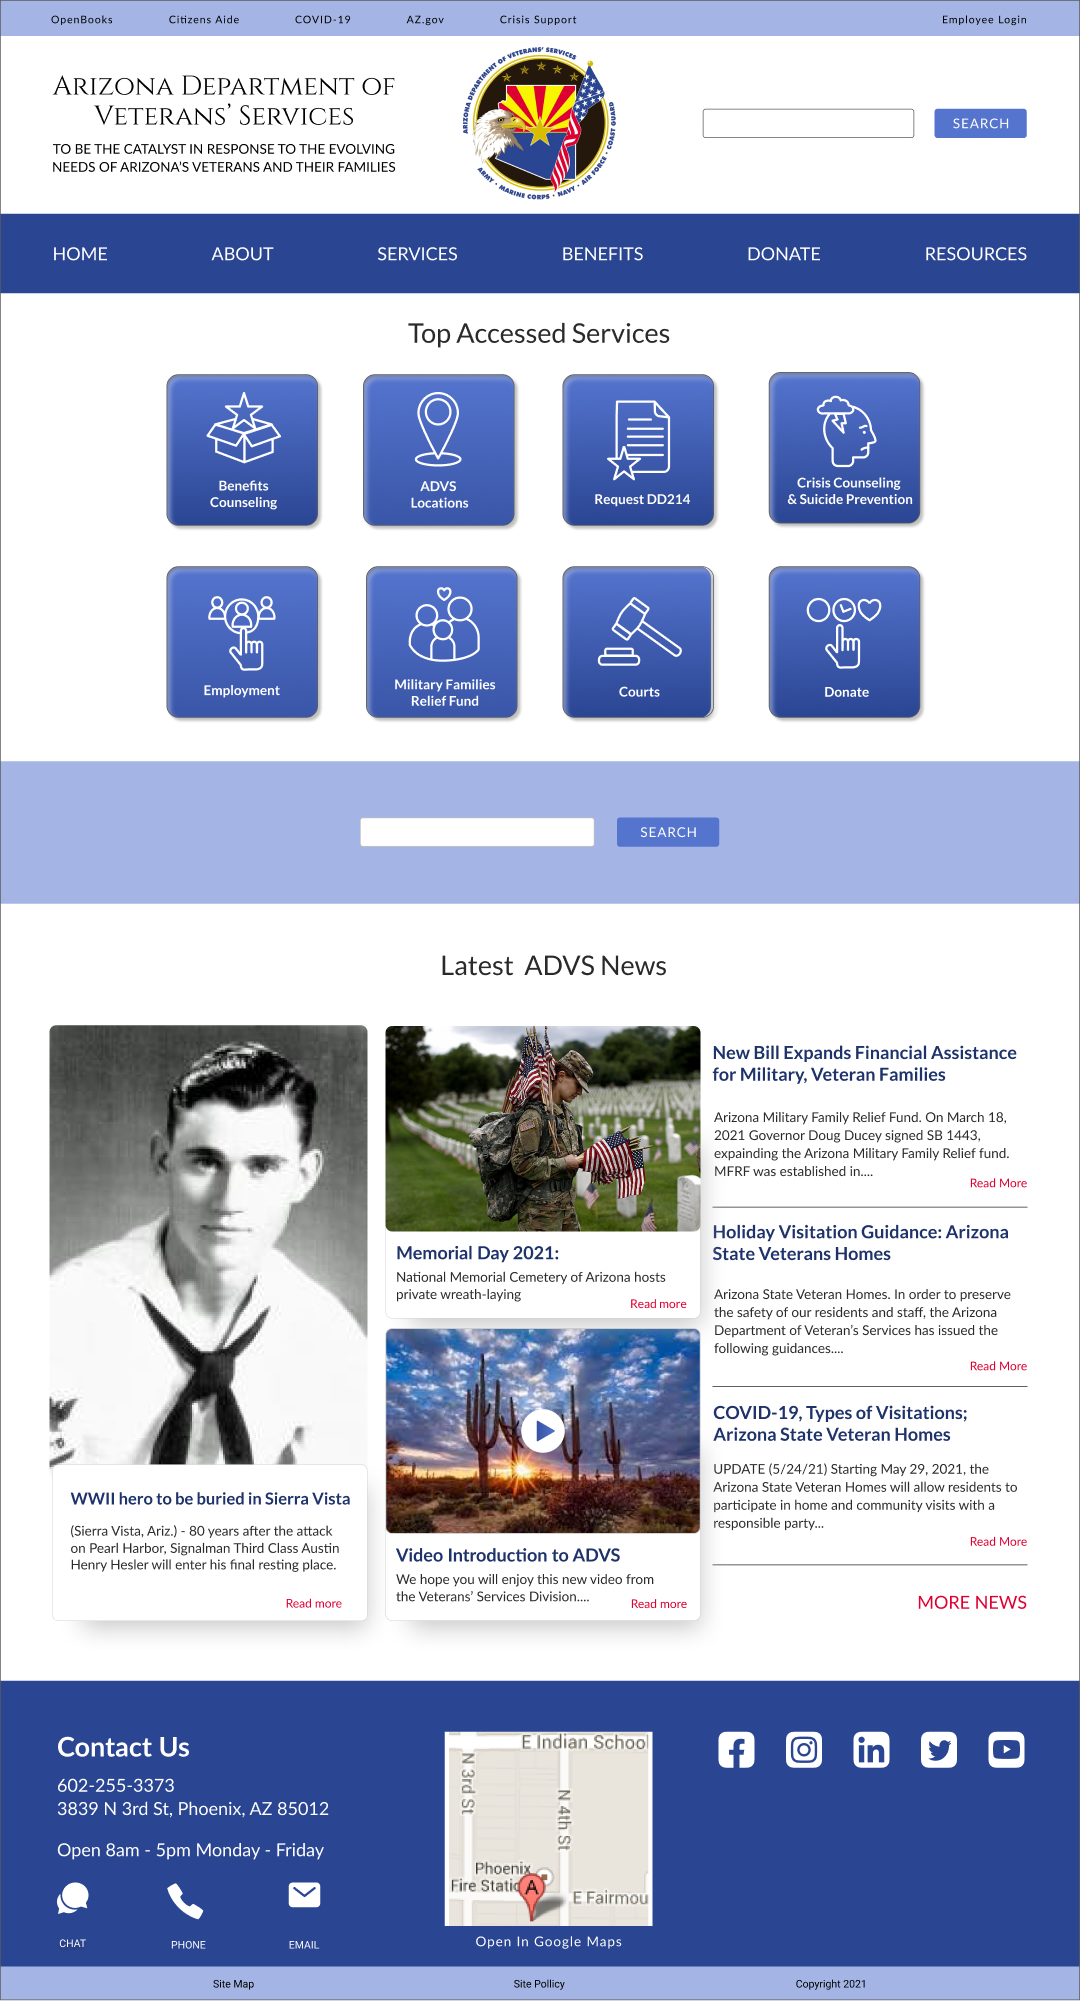 OpenBooks
Citizens Aide
COVID-19
AZ.gov
Crisis Support
Employee Login
ARIZONA DEPARTMENT OF
VETERANS' SERVICES
TO BE THE CATALYST IN RESPONSE TO THE EVOLVING
NEEDS OF ARIZONA'S VETERANS AND THEIR FAMILIES
ARIZONA DEPARTMENT OF VETERANS' SERVICES
ARMY • MARINE CORPS • NAVY • AIR FORCE • COAST GUARD
SEARCH
HOME
ABOUT
SERVICES
BENEFITS
DONATE
RESOURCES
Top Accessed Services
Benefits
Counseling
ADVS
Locations
Request DD214
Crisis Counseling
& Suicide Prevention
Employment
Military Families
Relief Fund
Courts
Donate
SEARCH
Latest ADVS News
WWII hero to be buried in Sierra Vista
(Sierra Vista, Ariz.) - 80 years after the attack
on Pearl Harbor, Signalman Third Class Austin
Henry Hesler will enter his final resting place.
Read more
Memorial Day 2021:
National Memorial Cemetery of Arizona hosts
private wreath-laying
Read more
Video Introduction to ADVS
We hope you will enjoy this new video from
the Veterans' Services Division....
Read more
New Bill Expands Financial Assistance
for Military, Veteran Families
Arizona Military Family Relief Fund. On March 18,
2021 Governor Doug Ducey signed SB 1443,
expainding the Arizona Military Family Relief fund.
MFRF was established in....
Read More
Holiday Visitation Guidance: Arizona
State Veterans Homes
Arizona State Veteran Homes. In order to preserve
the safety of our residents and staff, the Arizona
Department of Veteran's Services has issued the
following guidances....
Read More
COVID-19, Types of Visitations;
Arizona State Veteran Homes
UPDATE (5/24/21) Starting May 29, 2021, the
Arizona State Veteran Homes will allow residents to
participate in home and community visits with a
responsible party...
Read More
MORE NEWS
Contact Us
602-255-3373
3839 N 3rd St, Phoenix, AZ 85012
Open 8am - 5pm Monday - Friday
CHAT
PHONE
EMAIL
E Indian School
N 3rd St
N 4th St
Phoenix
Fire Static
A
E Fairmou
Open In Google Maps
Site Map
Site Pollicy
Copyright 2021